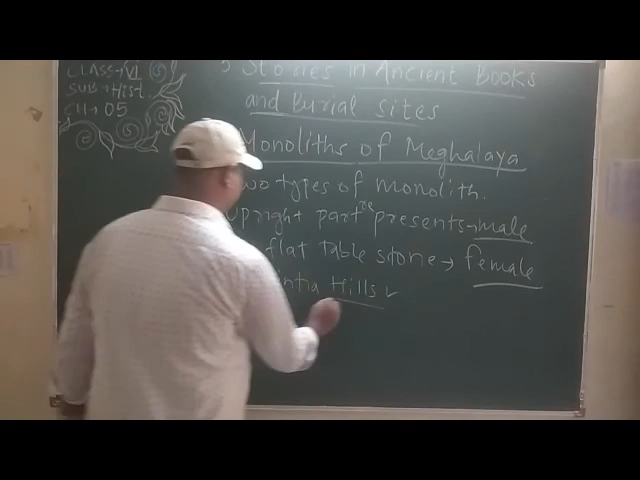 CLASS→VI
SUB→Hist.
CH→05
Stories in Ancient Books
and Burial Sites
Monoliths of Meghalaya
two types of monolith.
Upright part represents→male
flat Table stone→female
Hills ✓